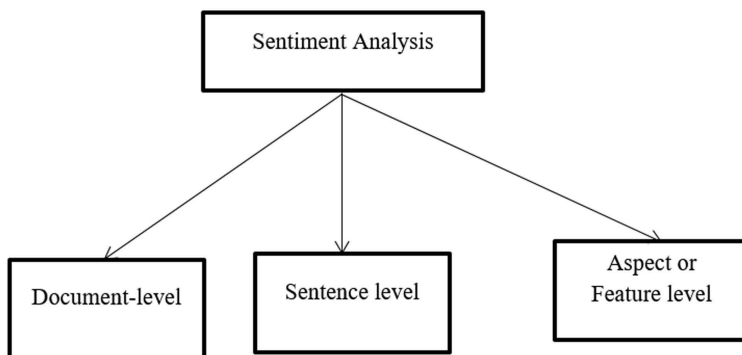 Sentiment Analysis
Document-level
Sentence level
Aspect or
Feature level